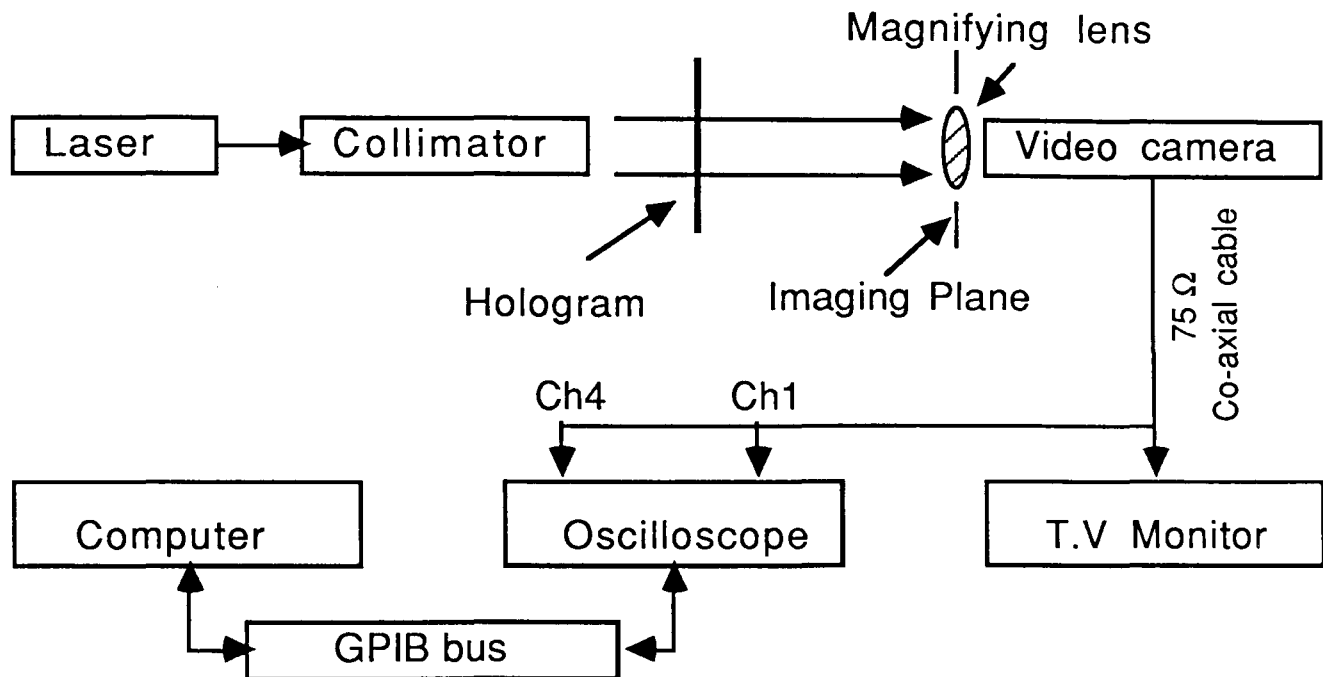 Magnifying lens
Laser
Collimator
Video camera
Hologram
Imaging Plane
75 Ω
Co-axial cable
Ch4
Ch1
Computer
Oscilloscope
T.V Monitor
GPIB bus